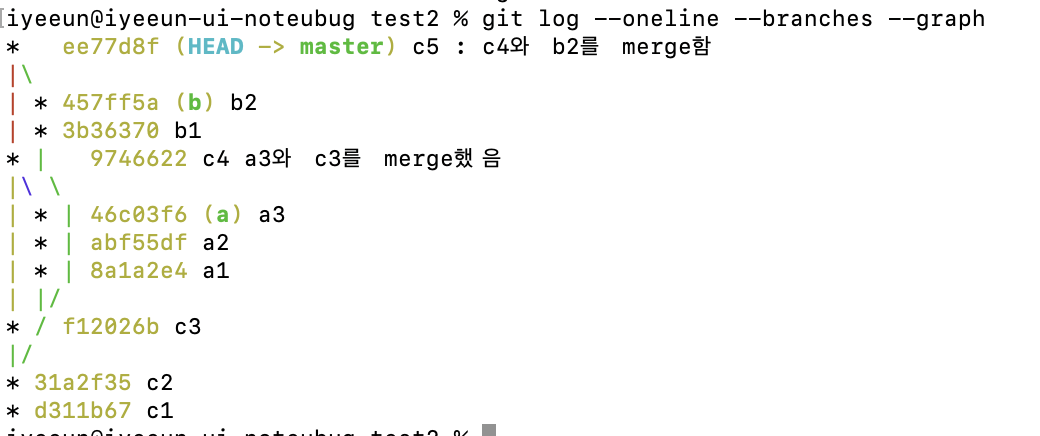 [iyeeun@iyeeun-ui-noteubug test2 % git log --oneline --branches --graph
*   ee77d8f (HEAD -> master) c5 : c4와  b2를  merge함
|\
| * 457ff5a (b) b2
| * 3b36370 b1
* |   9746622 c4 a3와  c3를  merge했 음
|\ \
| * | 46c03f6 (a) a3
| * | abf55df a2
| * | 8a1a2e4 a1
| |/
* / f12026b c3
|/
* 31a2f35 c2
* d311b67 c1
iyeeun@iyeeun-ui-noteubug test2 %